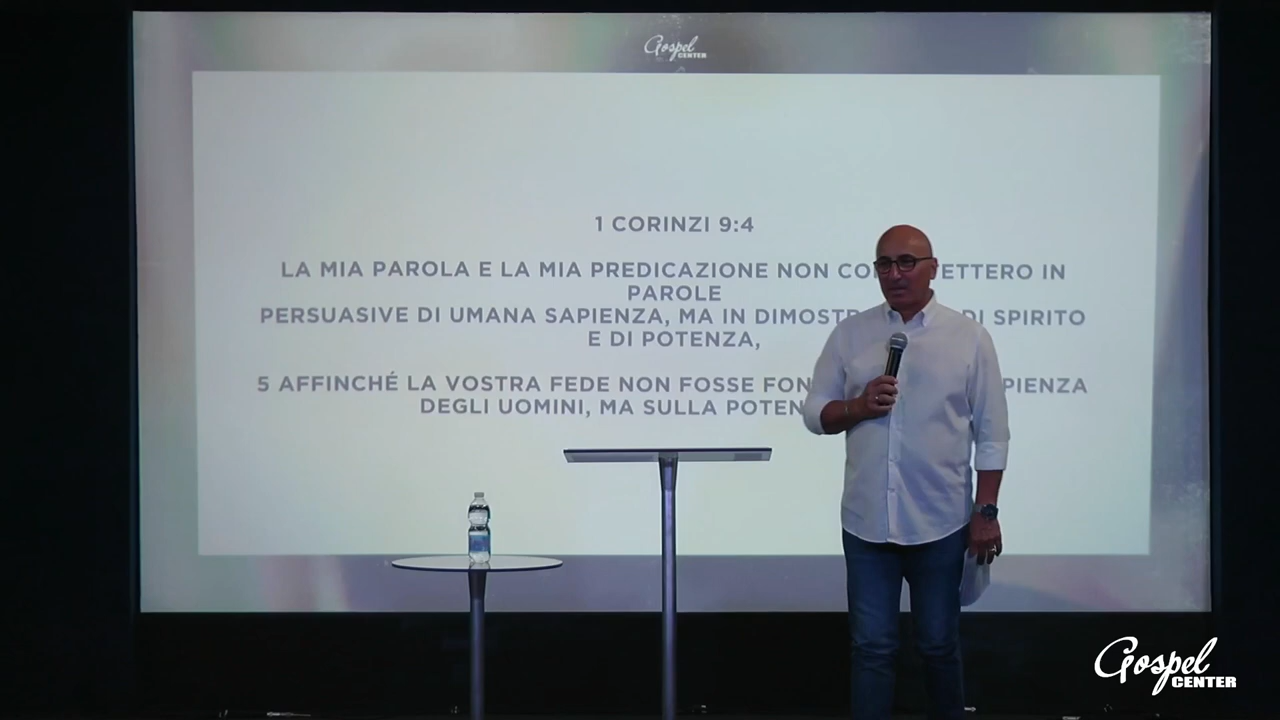 Gospel
CENTER
1 CORINZI 9:4
LA MIA PAROLA E LA MIA PREDICAZIONE NON CON ETTERO IN
PAROLE
PERSUASIVE DI UMANA SAPIENZA, MA IN DIMOSTR DI SPIRITO
E DI POTENZA,
5 AFFINCHÉ LA VOSTRA FEDE NON FOSSE FON PIENZA
DEGLI UOMINI, MA SULLA POTEN
Gospel
CENTER